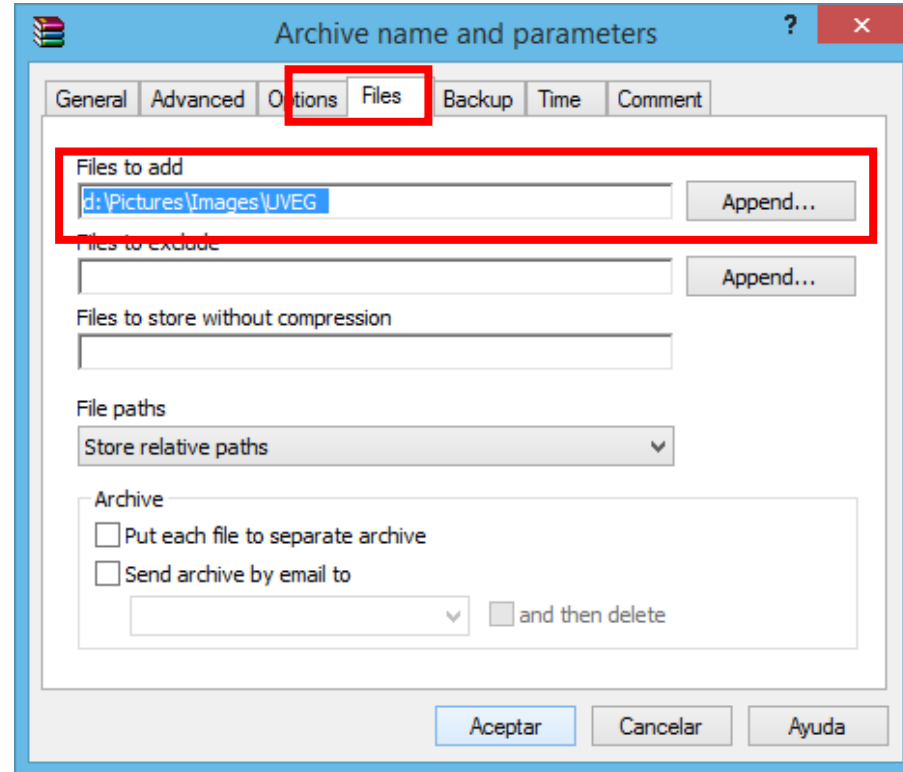 Archive name and parameters ?
General Advanced Options Files Backup Time Comment
Files to add
d:\Pictures\Images\UVEG Append...
Files to exclude
Append...
Files to store without compression
File paths
Store relative paths
Archive
Put each file to separate archive
Send archive by email to
and then delete
Aceptar Cancelar Ayuda